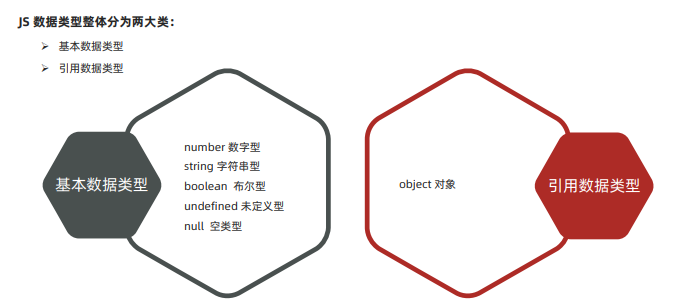 JS 数据类型整体分为两大类：
基本数据类型
引用数据类型
基本数据类型
number 数字型
string 字符串型
boolean 布尔型
undefined 未定义型
null 空类型
object 对象
引用数据类型